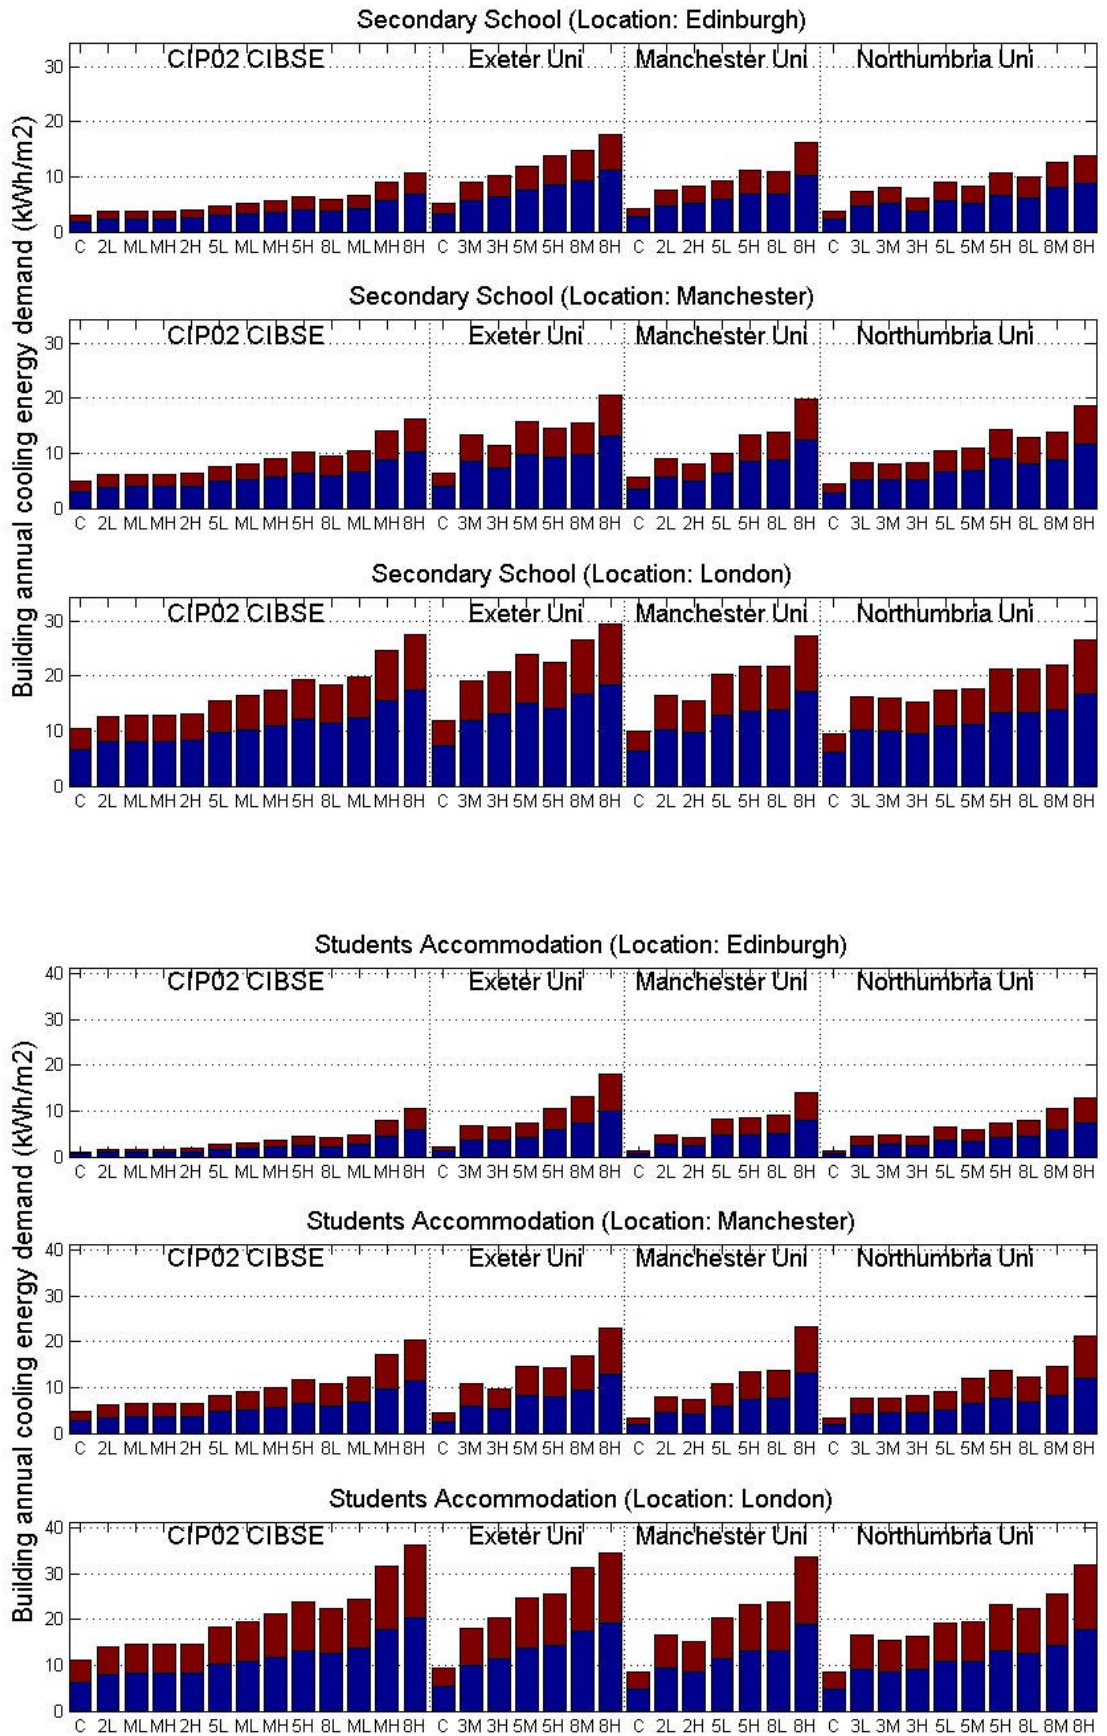 Secondary School (Location: Edinburgh)
CIP02 CIBSE Exeter Uni Manchester Uni Northumbria Uni
30
20
10
0
C 2L ML MH 2H 5L ML MH 5H 8L ML MH 8H C 3M 3H 5M 5H 8M 8H C 2L 2H 5L 5H 8L 8H C 3L 3M 3H 5L 5M 5H 8L 8M 8H
Secondary School (Location: Manchester)
CIP02 CIBSE Exeter Uni Manchester Uni Northumbria Uni
30
20
10
0
C 2L ML MH 2H 5L ML MH 5H 8L ML MH 8H C 3M 3H 5M 5H 8M 8H C 2L 2H 5L 5H 8L 8H C 3L 3M 3H 5L 5M 5H 8L 8M 8H
Secondary School (Location: London)
CIP02 CIBSE Exeter Uni Manchester Uni Northumbria Uni
30
20
10
0
C 2L ML MH 2H 5L ML MH 5H 8L ML MH 8H C 3M 3H 5M 5H 8M 8H C 2L 2H 5L 5H 8L 8H C 3L 3M 3H 5L 5M 5H 8L 8M 8H
Building annual cooling energy demand (kWh/m2)
Students Accommodation (Location: Edinburgh)
CIP02 CIBSE Exeter Uni Manchester Uni Northumbria Uni
40
30
20
10
0
C 2L ML MH 2H 5L ML MH 5H 8L ML MH 8H C 3M 3H 5M 5H 8M 8H C 2L 2H 5L 5H 8L 8H C 3L 3M 3H 5L 5M 5H 8L 8M 8H
Students Accommodation (Location: Manchester)
CIP02 CIBSE Exeter Uni Manchester Uni Northumbria Uni
40
30
20
10
0
C 2L ML MH 2H 5L ML MH 5H 8L ML MH 8H C 3M 3H 5M 5H 8M 8H C 2L 2H 5L 5H 8L 8H C 3L 3M 3H 5L 5M 5H 8L 8M 8H
Students Accommodation (Location: London)
CIP02 CIBSE Exeter Uni Manchester Uni Northumbria Uni
40
30
20
10
0
C 2L ML MH 2H 5L ML MH 5H 8L ML MH 8H C 3M 3H 5M 5H 8M 8H C 2L 2H 5L 5H 8L 8H C 3L 3M 3H 5L 5M 5H 8L 8M 8H
Building annual cooling energy demand (kWh/m2)